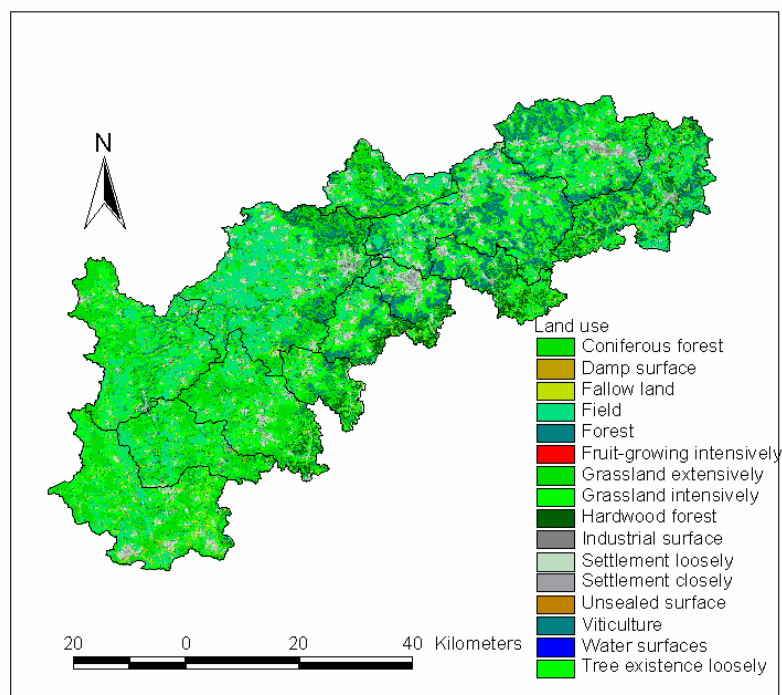 N
Land use
Coniferous forest
Damp surface
Fallow land
Field
Forest
Fruit-growing intensively
Grassland extensively
Grassland intensively
Hardwood forest
Industrial surface
Settlement loosely
Settlement closely
Unsealed surface
Viticulture
Water surfaces
Tree existence loosely
20 0 20 40 Kilometers